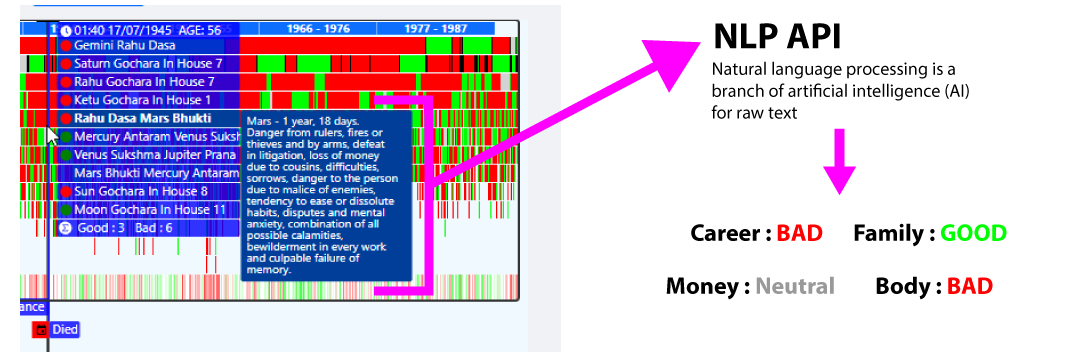 01:40 17/07/1945 AGE: 56
1966 - 1976
1977 - 1987
Gemini Rahu Dasa
Saturn Gochara In House 7
Rahu Gochara In House 7
Ketu Gochara In House 1
Rahu Dasa Mars Bhukti
Mercury Antaram Venus Suksh
Venus Sukshma Jupiter Prana
Mars Bhukti Mercury Antaram
Sun Gochara In House 8
Moon Gochara In House 11
Good : 3 Bad : 6
Mars - 1 year, 18 days.
Danger from rulers, fires or
thieves and by arms, defeat
in litigation, loss of money
due to cousins, difficulties,
sorrows, danger to the person
due to malice of enemies,
tendency to ease or dissolute
habits, disputes and mental
anxiety, combination of all
possible calamities,
bewilderment in every work
and culpable failure of
memory.
ance
Died
NLP API
Natural language processing is a
branch of artificial intelligence (AI)
for raw text
Career : BAD Family : GOOD
Money : Neutral Body : BAD